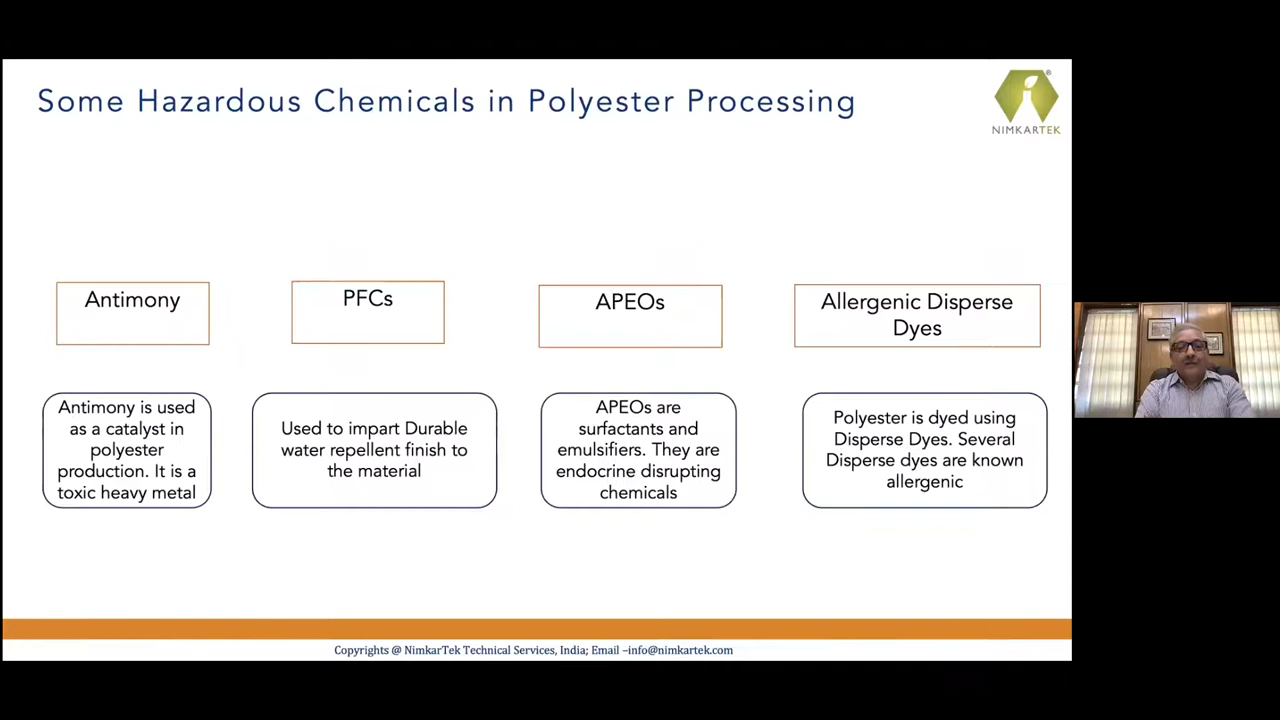 Some Hazardous Chemicals in Polyester Processing
®
NIMKARTEK
Antimony
PFCs
APEOs
Allergenic Disperse
Dyes
Antimony is used
as a catalyst in
polyester
production. It is a
toxic heavy metal
Used to impart Durable
water repellent finish to
the material
APEOs are
surfactants and
emulsifiers. They are
endocrine disrupting
chemicals
Polyester is dyed using
Disperse Dyes. Several
Disperse dyes are known
allergenic
Copyrights @ NimkarTek Technical Services, India; Email –info@nimkartek.com